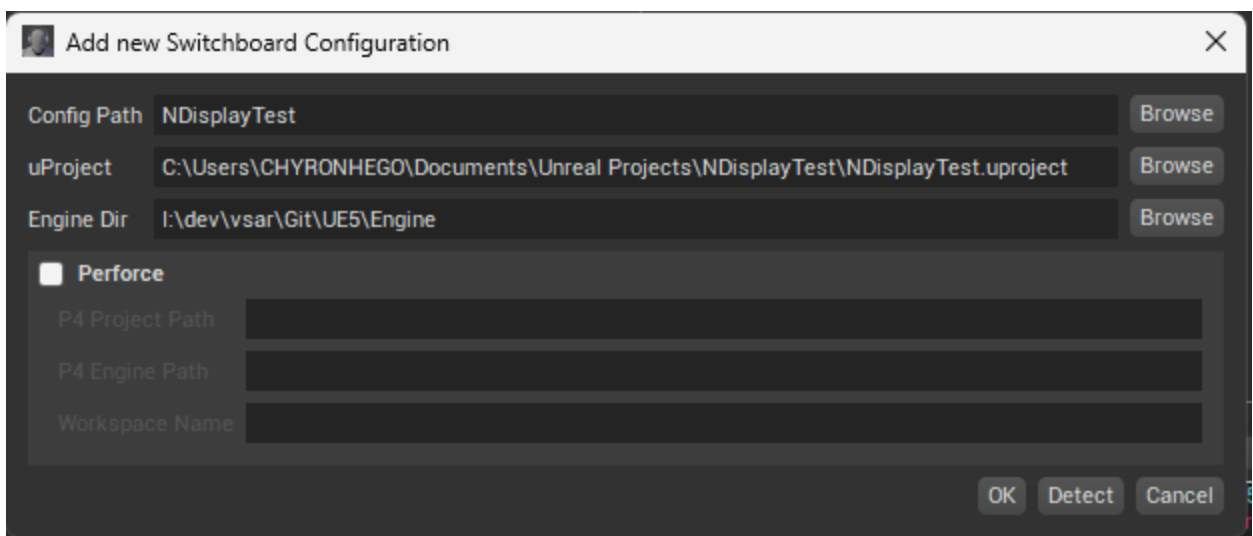 Add new Switchboard Configuration
Config Path NDisplayTest Browse
uProject C:\Users\CHYRONHEGO\Documents\Unreal Projects\NDisplayTest\NDisplayTest.uproject Browse
Engine Dir I:\dev\vsar\Git\UE5\Engine Browse
Perforce
P4 Project Path
P4 Engine Path
Workspace Name
OK Detect Cancel